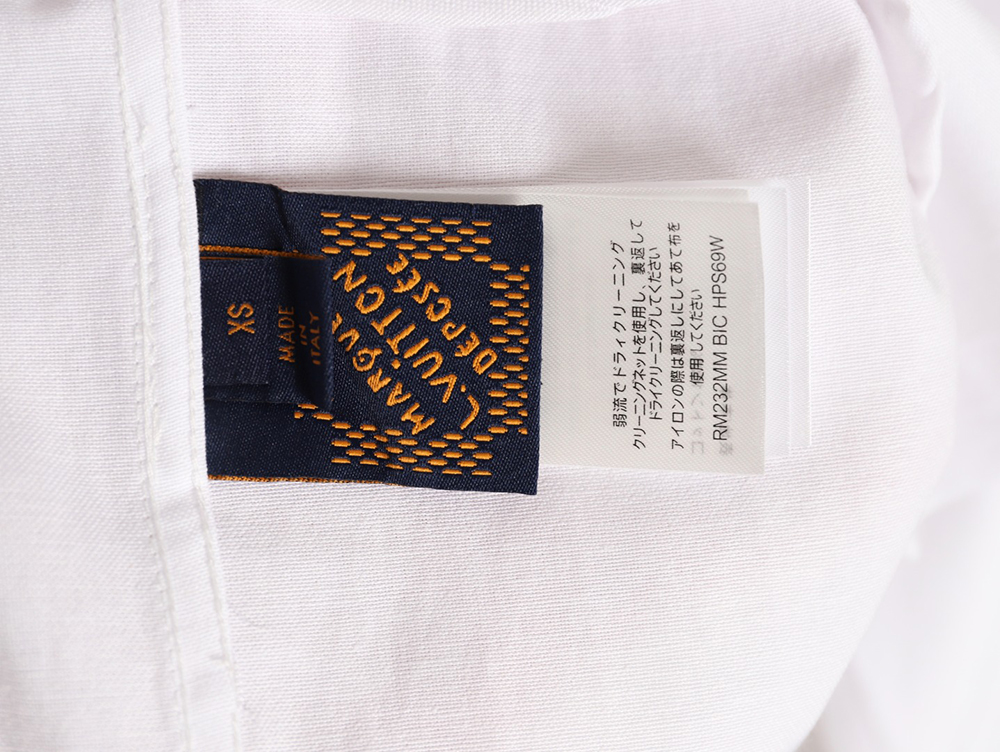 XS
MADE
IN
ITALY
MARQUE
L.VUITTON
DÉPOSÉE
弱流でドライクリーニング
クリーニングネットを使用し、裏返して
ドライクリーニングしてください
アイロンの際は裏返しにしてあて布を
使用してください
RM232MM BIC HPS69W